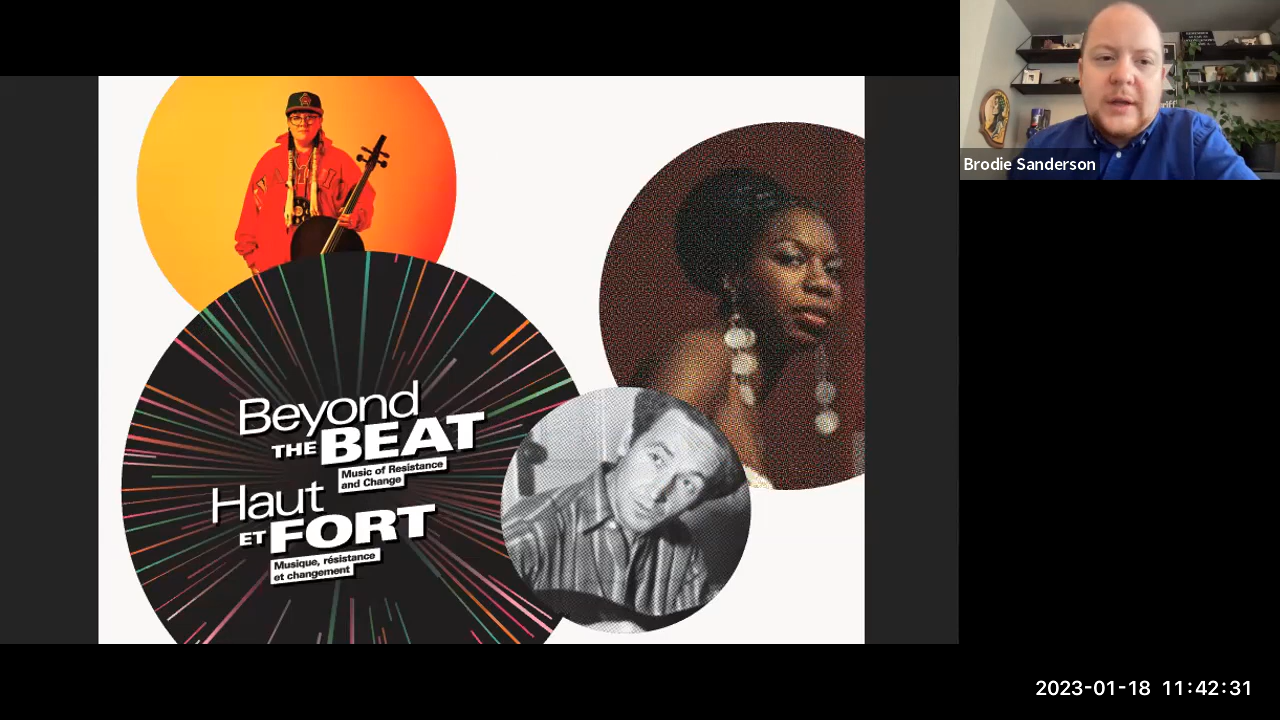 Brodie Sanderson
Beyond
THE BEAT
Music of Resistance
and Change
Haut
ET FORT
Musique, résistance
et changement
2023-01-18 11:42:31